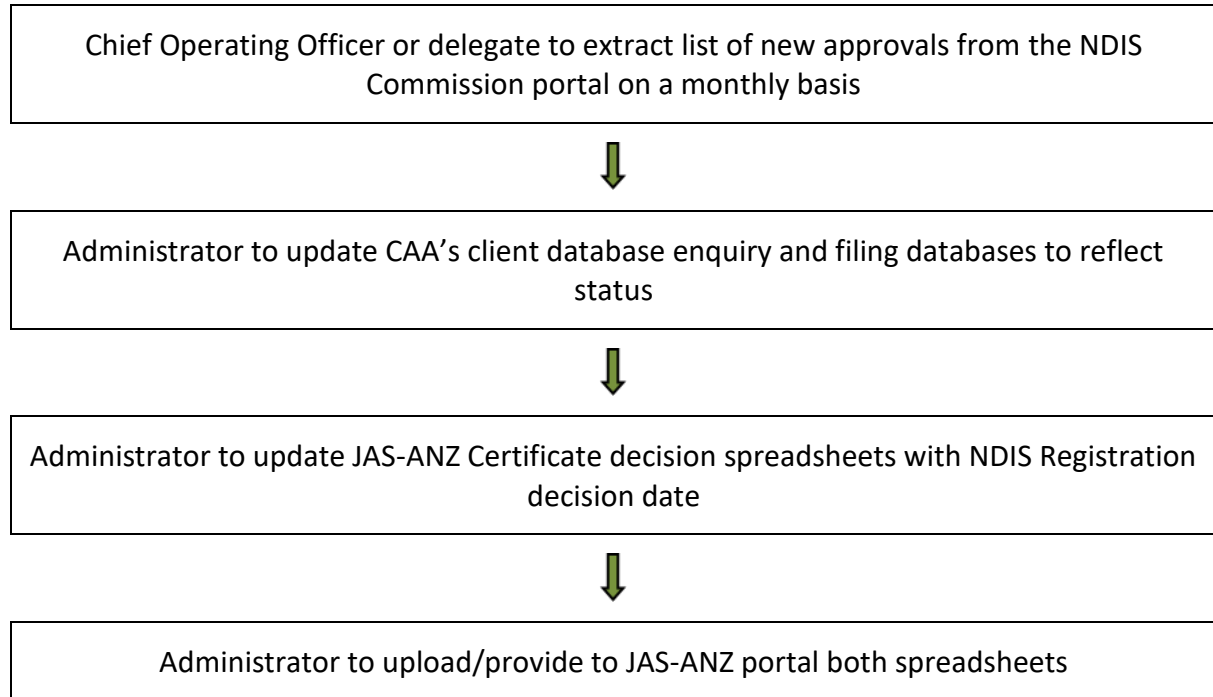 Chief Operating Officer or delegate to extract list of new approvals from the NDIS
Commission portal on a monthly basis
Administrator to update CAA’s client database enquiry and filing databases to reflect
status
Administrator to update JAS-ANZ Certificate decision spreadsheets with NDIS Registration
decision date
Administrator to upload/provide to JAS-ANZ portal both spreadsheets